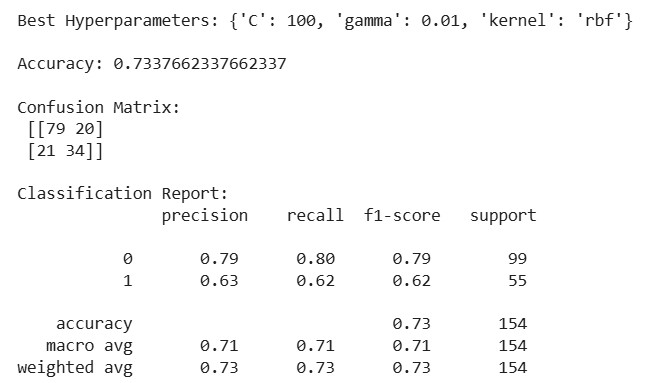 Best Hyperparameters: {'C': 100, 'gamma': 0.01, 'kernel': 'rbf'}
Accuracy: 0.7337662337662337
Confusion Matrix:
[[79 20]
[21 34]]
Classification Report:
precision recall f1-score support
0 0.79 0.80 0.79 99
1 0.63 0.62 0.62 55
accuracy 0.73 154
macro avg 0.71 0.71 0.71 154
weighted avg 0.73 0.73 0.73 154